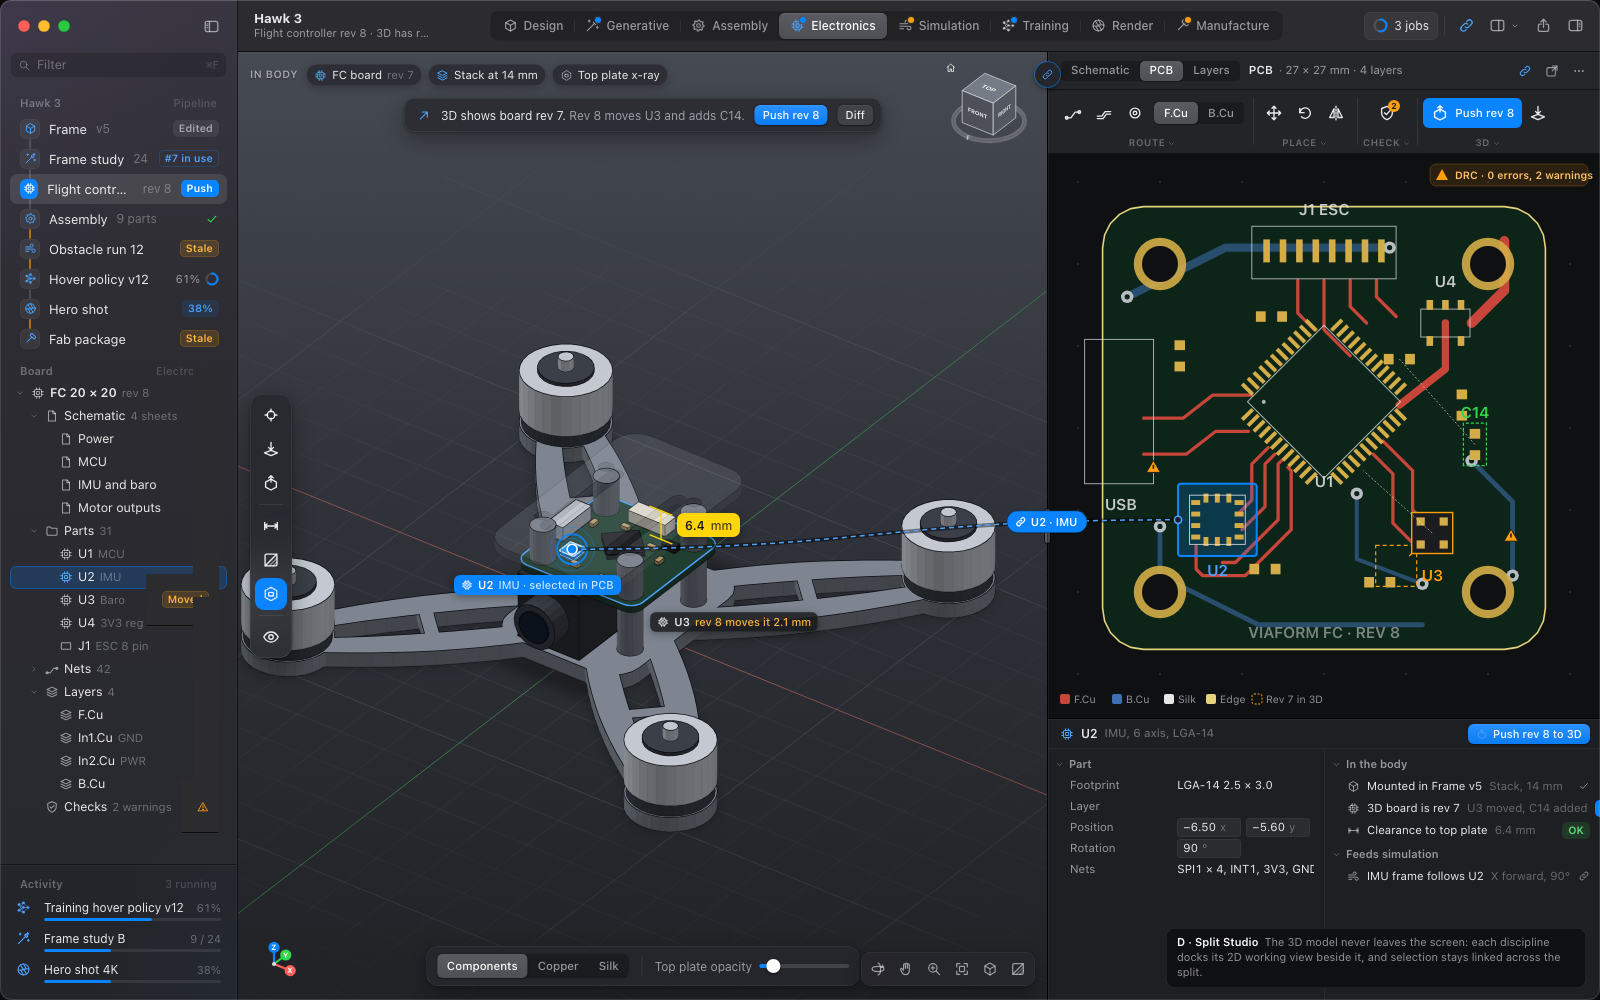 Hawk 3
Flight controller rev 8 · 3D has r...
Design
Generative
Assembly
Electronics
Simulation
Training
Render
Manufacture
3 jobs
Filter
⌘F
Hawk 3
Pipeline
Frame v5
Edited
Frame study 24
#7 in use
Flight contr... rev 8
Push
Assembly 9 parts
Obstacle run 12
Stale
Hover policy v12
61%
Hero shot
38%
Fab package
Stale
Board
Electro
FC 20 × 20 rev 8
Schematic 4 sheets
Power
MCU
IMU and baro
Motor outputs
Parts 31
U1 MCU
U2 IMU
U3 Baro
U4 3V3 reg
J1 ESC 8 pin
Nets 42
Layers 4
F.Cu
In1.Cu GND
In2.Cu PWR
B.Cu
Checks 2 warnings
Activity
3 running
Training hover policy v12 61%
Frame study B 9 / 24
Hero shot 4K 38%
IN BODY
FC board rev 7
Stack at 14 mm
Top plate x-ray
3D shows board rev 7. Rev 8 moves U3 and adds C14.
Push rev 8
Diff
TOP
FRONT
RIGHT
6.4 mm
U2 IMU · selected in PCB
U3 rev 8 moves it 2.1 mm
U2 · IMU
Z
Y
X
Components
Copper
Silk
Top plate opacity
Schematic
PCB
Layers
PCB · 27 × 27 mm · 4 layers
F.Cu
B.Cu
2
Push rev 8
ROUTE
PLACE
CHECK
3D
DRC · 0 errors, 2 warnings
J1 ESC
U4
C14
U1
USB
U2
U3
VIAFORM FC · REV 8
F.Cu
B.Cu
Silk
Edge
Rev 7 in 3D
U2 IMU, 6 axis, LGA-14
Push rev 8 to 3D
Part
Footprint LGA-14 2.5 × 3.0
Layer
Position −6.50 x −5.60 y
Rotation 90 °
Nets SPI1 × 4, INT1, 3V3, GND
In the body
Mounted in Frame v5 Stack, 14 mm
3D board is rev 7 U3 moved, C14 added
Clearance to top plate 6.4 mm
OK
Feeds simulation
IMU frame follows U2 X forward, 90°
D · Split Studio The 3D model never leaves the screen: each discipline
docks its 2D working view beside it, and selection stays linked across the
split.